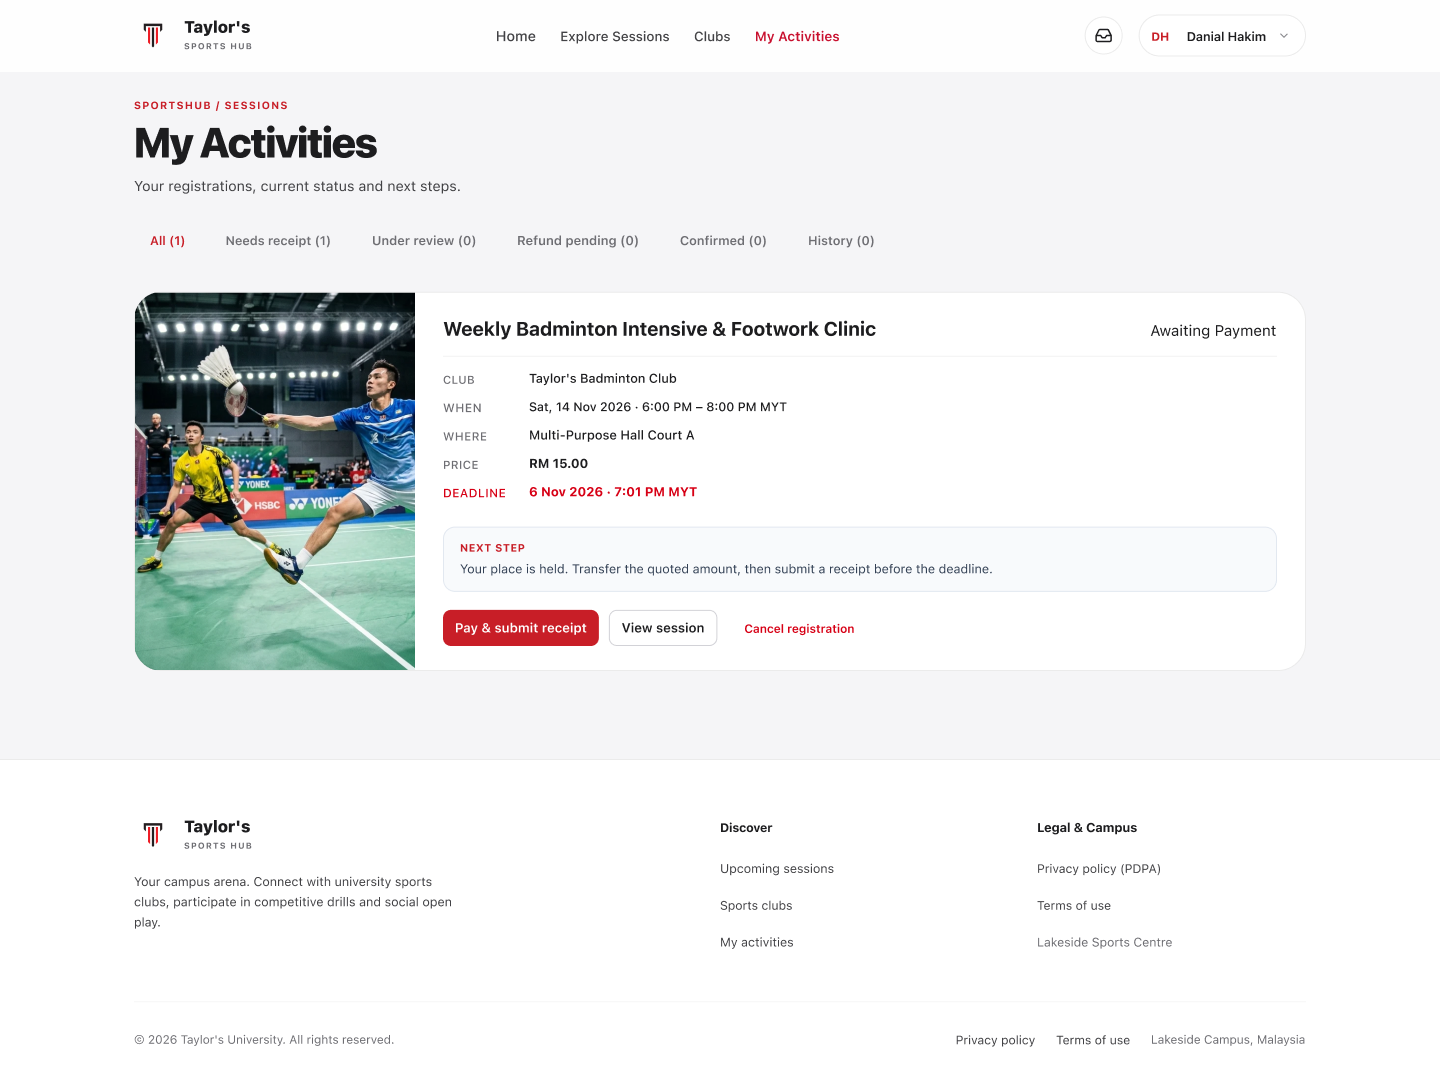 Taylor's
SPORTS HUB
Home
Explore Sessions
Clubs
My Activities
DH
Danial Hakim
SPORTSHUB / SESSIONS
My Activities
Your registrations, current status and next steps.
All (1)
Needs receipt (1)
Under review (0)
Refund pending (0)
Confirmed (0)
History (0)
YONEX
HSBC
YONE
Weekly Badminton Intensive & Footwork Clinic
Awaiting Payment
CLUB
Taylor's Badminton Club
WHEN
Sat, 14 Nov 2026 · 6:00 PM – 8:00 PM MYT
WHERE
Multi-Purpose Hall Court A
PRICE
RM 15.00
DEADLINE
6 Nov 2026 · 7:01 PM MYT
NEXT STEP
Your place is held. Transfer the quoted amount, then submit a receipt before the deadline.
Pay & submit receipt
View session
Cancel registration
Taylor's
SPORTS HUB
Your campus arena. Connect with university sports
clubs, participate in competitive drills and social open
play.
Discover
Upcoming sessions
Sports clubs
My activities
Legal & Campus
Privacy policy (PDPA)
Terms of use
Lakeside Sports Centre
© 2026 Taylor's University. All rights reserved.
Privacy policy
Terms of use
Lakeside Campus, Malaysia